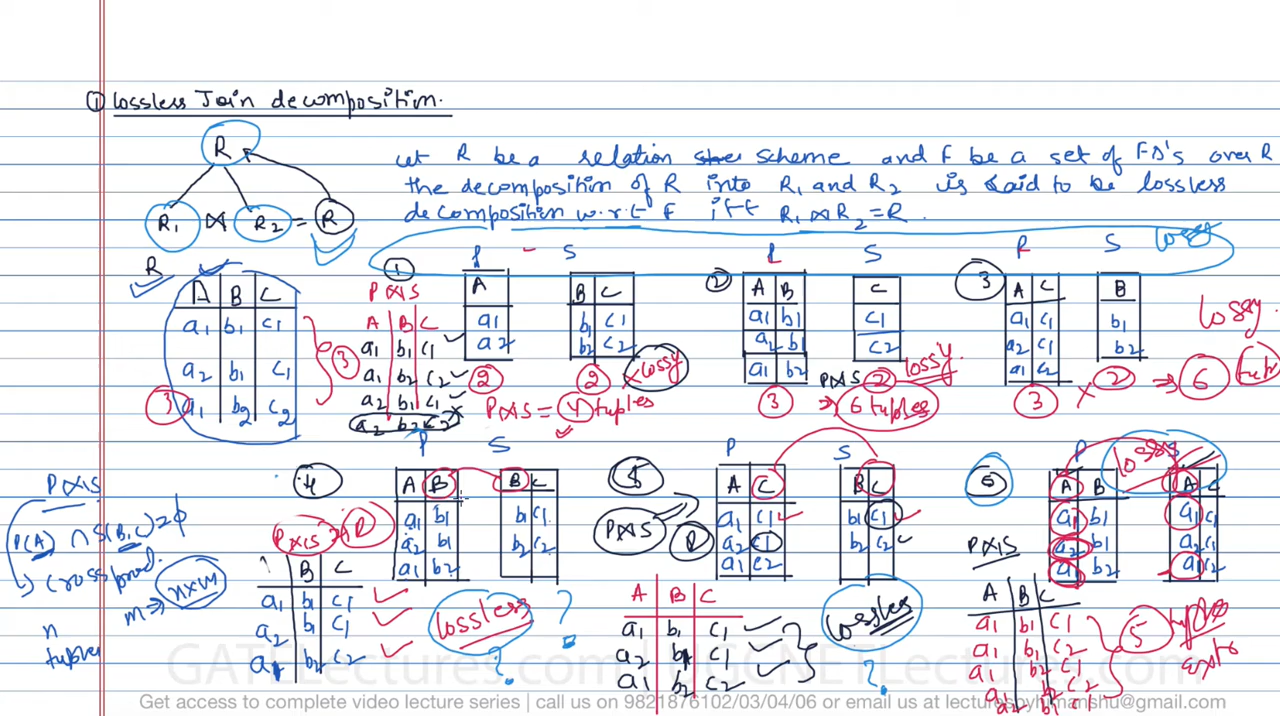 ① Lossless Join decomposition.
R
R₁ ⋈ R₂ = R
Let R be a relation scheme and F be a set of FD's over R
the decomposition of R into R₁ and R₂ is said to be lossless
decomposition w.r.t F iff R₁ ⋈ R₂ = R.
R
A B C
a₁ b₁ c₁
a₂ b₁ c₁
a₁ b₂ c₂
③ ③
① P S
P⋈S
A B C
a₁ b₁ c₁
a₁ b₂ c₂
a₂ b₁ c₁
a₂ b₂ c₂
A
a₁
a₂
②
B C
b₁ c₁
b₂ c₂
② lossy
P⋈S = ④ tuples
② S
A B
a₁ b₁
a₂ b₁
a₁ b₂
③
C
c₁
c₂
② lossy
P⋈S
⇒ 6 tuples
③ S
A C
a₁ c₁
a₂ c₁
a₁ c₂
③
B
b₁
b₂
× ② ⇒ ⑥
lossy
lossy
P⋈S
P(A) ∩ S(B,C) = φ
↳ cross prod.
m ⇒ n×m
n
④ P S
A B
a₁ b₁
a₂ b₁
a₁ b₂
B C
b₁ c₁
b₂ c₂
P⋈S = R
B C
a₁ b₁ c₁
a₂ b₁ c₁
a₁ b₂ c₂
lossless
?
?
⑤ P S
P⋈S
R
A C
a₁ c₁
a₂ c₁
a₁ c₂
B C
b₁ c₁
b₂ c₂
A B C
a₁ b₁ c₁
a₂ b₁ c₁
a₁ b₂ c₂
lossless
?
⑥ P
lossy
A B
a₁ b₁
a₂ b₁
a₁ b₂
A C
a₁ c₁
a₂ c₁
a₁ c₂
P⋈S
A B C
a₁ b₁ c₁
a₁ b₁ c₂
a₁ b₂ c₁
⑤ tuples
extra
Get access to complete video lecture series | call us on 9821876102/03/04/06 or email us at lecturesbyhimanshu@gmail.com